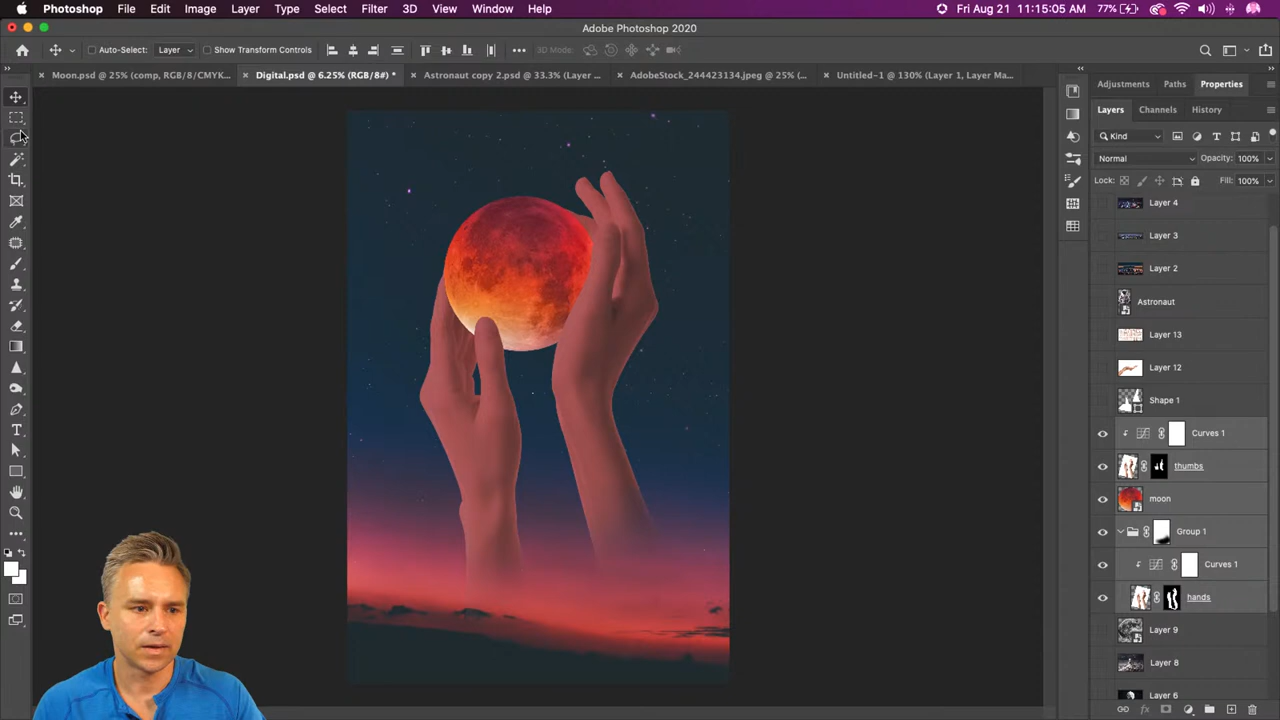 Photoshop File Edit Image Layer Type Select Filter 3D View Window Help Fri Aug 21 11:15:05 AM 77%
Adobe Photoshop 2020
Auto-Select: Layer Show Transform Controls 3D Mode:
Moon.psd @ 25% (comp, RGB/8/CMYK... Digital.psd @ 6.25% (RGB/8#) * Astronaut copy 2.psd @ 33.3% (Layer ... AdobeStock_244423134.jpeg @ 25% (... Untitled-1 @ 130% (Layer 1, Layer Ma...
Adjustments Paths Properties
Layers Channels History
Kind
Normal Opacity: 100%
Lock: Fill: 100%
Layer 4
Layer 3
Layer 2
Astronaut
Layer 13
Layer 12
Shape 1
Curves 1
thumbs
moon
Group 1
Curves 1
hands
Layer 9
Layer 8
Layer 6